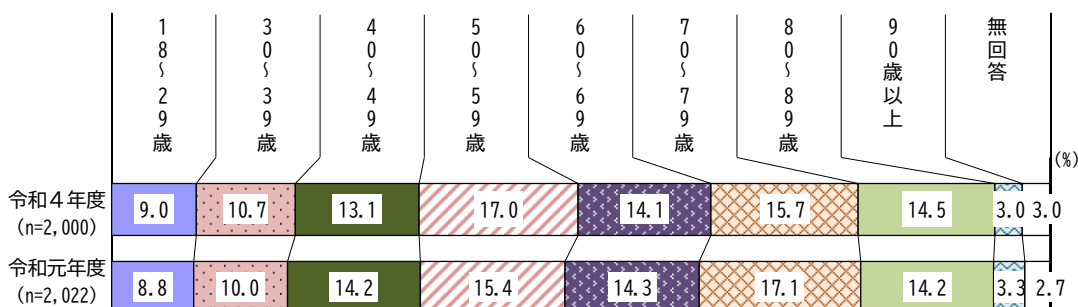 18～29歳
30～39歳
40～49歳
50～59歳
60～69歳
70～79歳
80～89歳
90歳以上
無回答
(%)
令和４年度
(n=2,000)
9.0 10.7 13.1 17.0 14.1 15.7 14.5 3.0 3.0
令和元年度
(n=2,022)
8.8 10.0 14.2 15.4 14.3 17.1 14.2 3.3 2.7